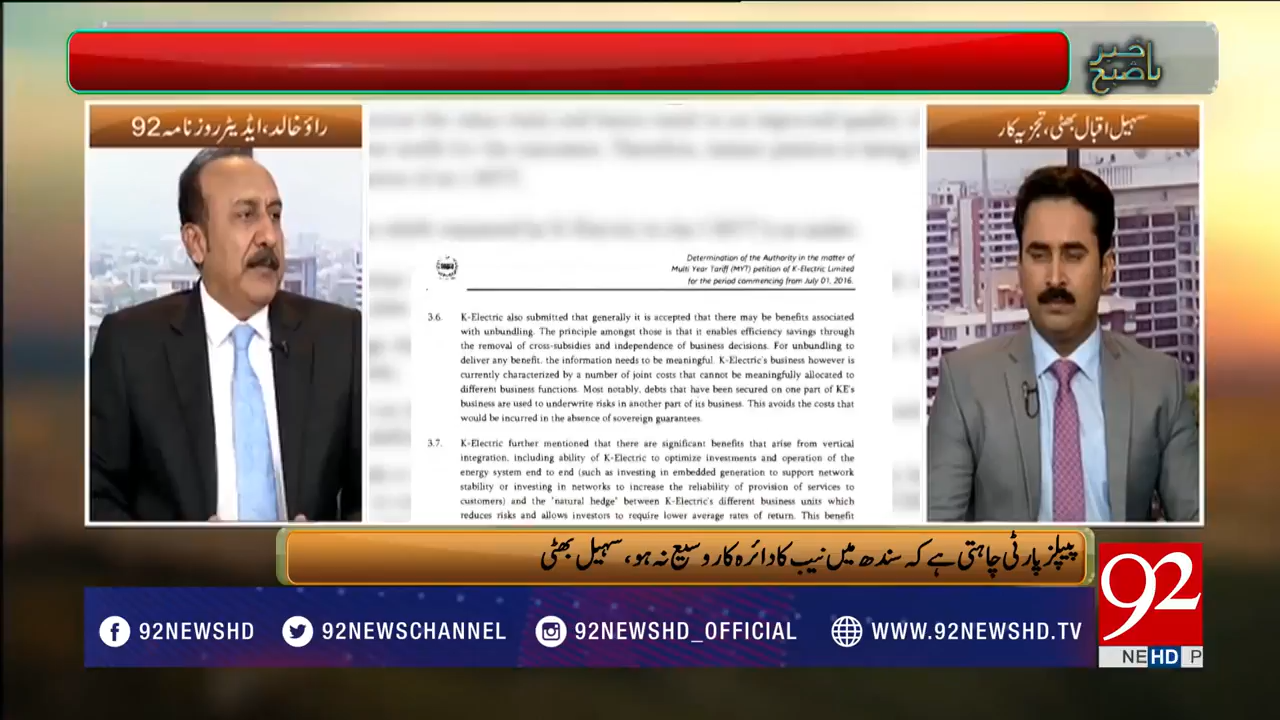 باخبر صبح
راؤ خالد، ایڈیٹر روزنامہ 92
سہیل اقبال بھٹی، تجزیہ کار
Determination of the Authority in the matter of
Multi Year Tariff (MYT) petition of K-Electric Limited
for the period commencing from July 01, 2016.
3.6. K-Electric also submitted that generally it is accepted that there may be benefits associated
with unbundling. The principle amongst those is that it enables efficiency savings through
the removal of cross-subsidies and independence of business decisions. For unbundling to
deliver any benefit, the information needs to be meaningful. K-Electric's business however is
currently characterized by a number of joint costs that cannot be meaningfully allocated to
different business functions. Most notably, debts that have been secured on one part of KE's
business are used to underwrite risks in another part of its business. This avoids the costs that
would be incurred in the absence of sovereign guarantees.
3.7. K-Electric further mentioned that there are significant benefits that arise from vertical
integration, including ability of K-Electric to optimize investments and operation of the
energy system end to end (such as investing in embedded generation to support network
stability or investing in networks to increase the reliability of provision of services to
customers) and the "natural hedge" between K-Electric's different business units which
reduces risks and allows investors to require lower average rates of return. This benefit
پیپلز پارٹی چاہتی ہے کہ سندھ میں نیب کا دائرہ کار وسیع نہ ہو، سہیل بھٹی
92NEWSHD 92NEWSCHANNEL 92NEWSHD_OFFICIAL WWW.92NEWSHD.TV
92
NE HD P